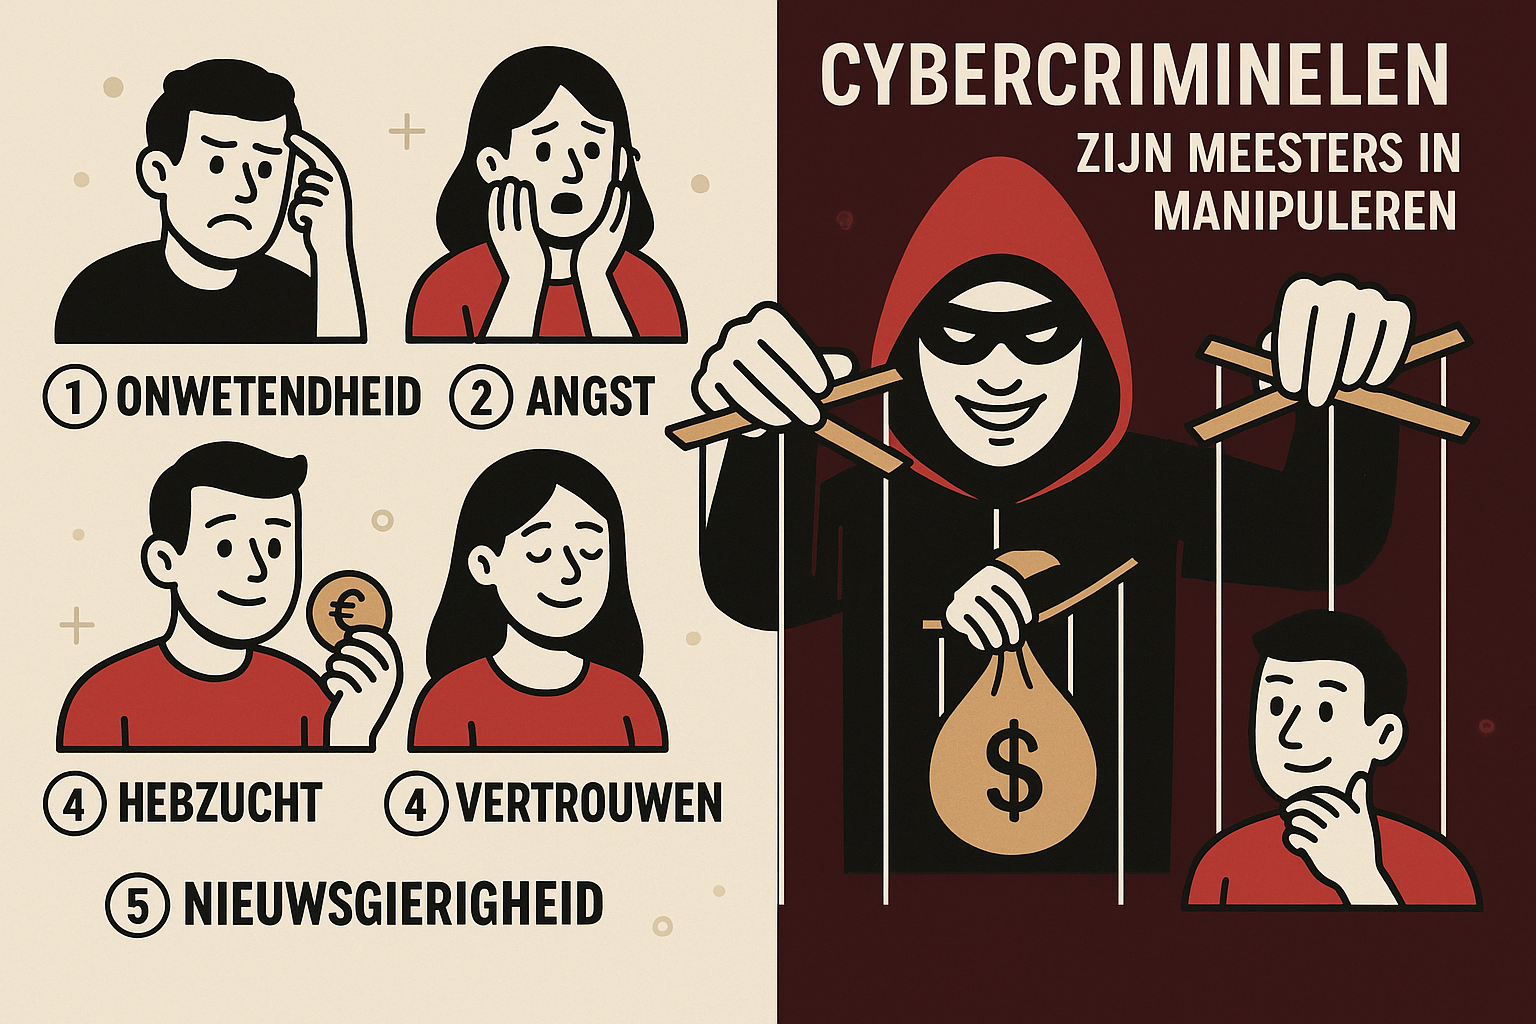 CYBERCRIMINELEN
ZIJN MEESTERS IN
MANIPULEREN
1 ONWETENDHEID
2 ANGST
€
4 HEBZUCHT
4 VERTROUWEN
5 NIEUWSGIERIGHEID
$